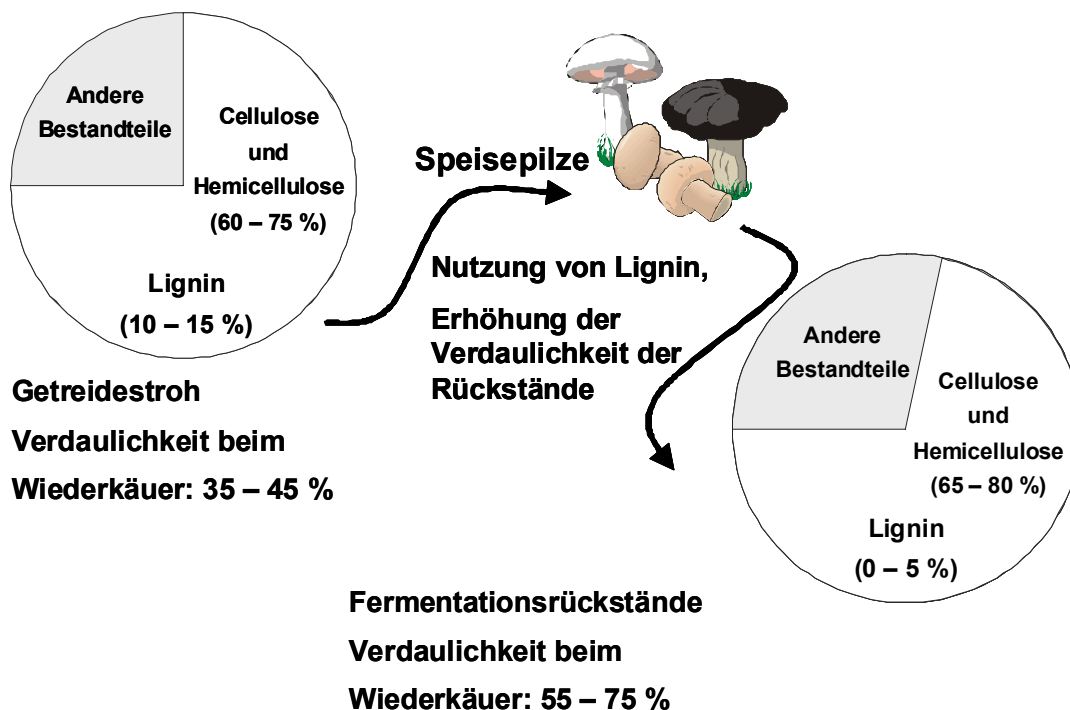 Andere
Bestandteile
Cellulose
und
Hemicellulose
(60 – 75 %)
Lignin
(10 – 15 %)
Getreidestroh
Verdaulichkeit beim
Wiederkäuer: 35 – 45 %
Speisepilze
Nutzung von Lignin,
Erhöhung der
Verdaulichkeit der
Rückstände
Andere
Bestandteile
Cellulose
und
Hemicellulose
(65 – 80 %)
Lignin
(0 – 5 %)
Fermentationsrückstände
Verdaulichkeit beim
Wiederkäuer: 55 – 75 %